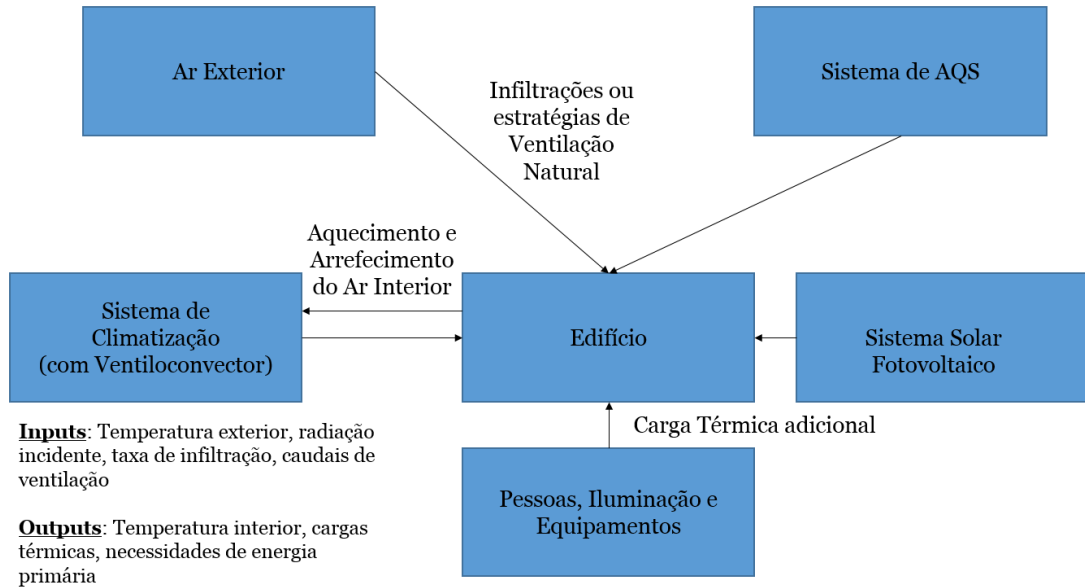 Ar Exterior
Sistema de AQS
Infiltrações ou
estratégias de
Ventilação
Natural
Aquecimento e
Arrefecimento
do Ar Interior
Sistema de
Climatização
(com Ventiloconvector)
Edifício
Sistema Solar
Fotovoltaico
Carga Térmica adicional
Pessoas, Iluminação e
Equipamentos
Inputs: Temperatura exterior, radiação
incidente, taxa de infiltração, caudais de
ventilação
Outputs: Temperatura interior, cargas
térmicas, necessidades de energia
primária